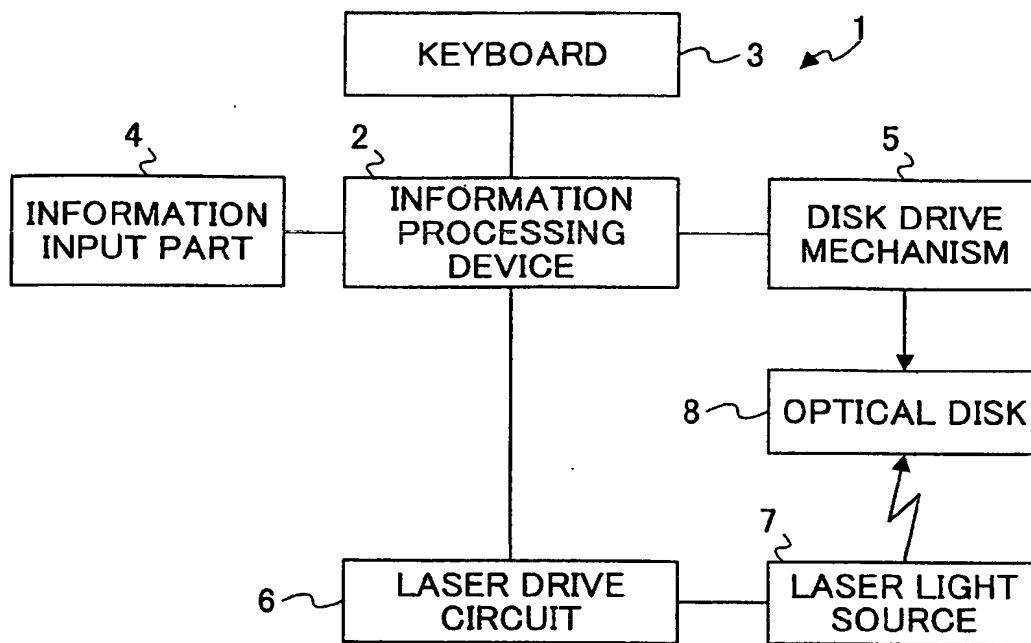 1
KEYBOARD
3
4
2
5
INFORMATION
INPUT PART
INFORMATION
PROCESSING
DEVICE
DISK DRIVE
MECHANISM
8
OPTICAL DISK
7
6
LASER DRIVE
CIRCUIT
LASER LIGHT
SOURCE